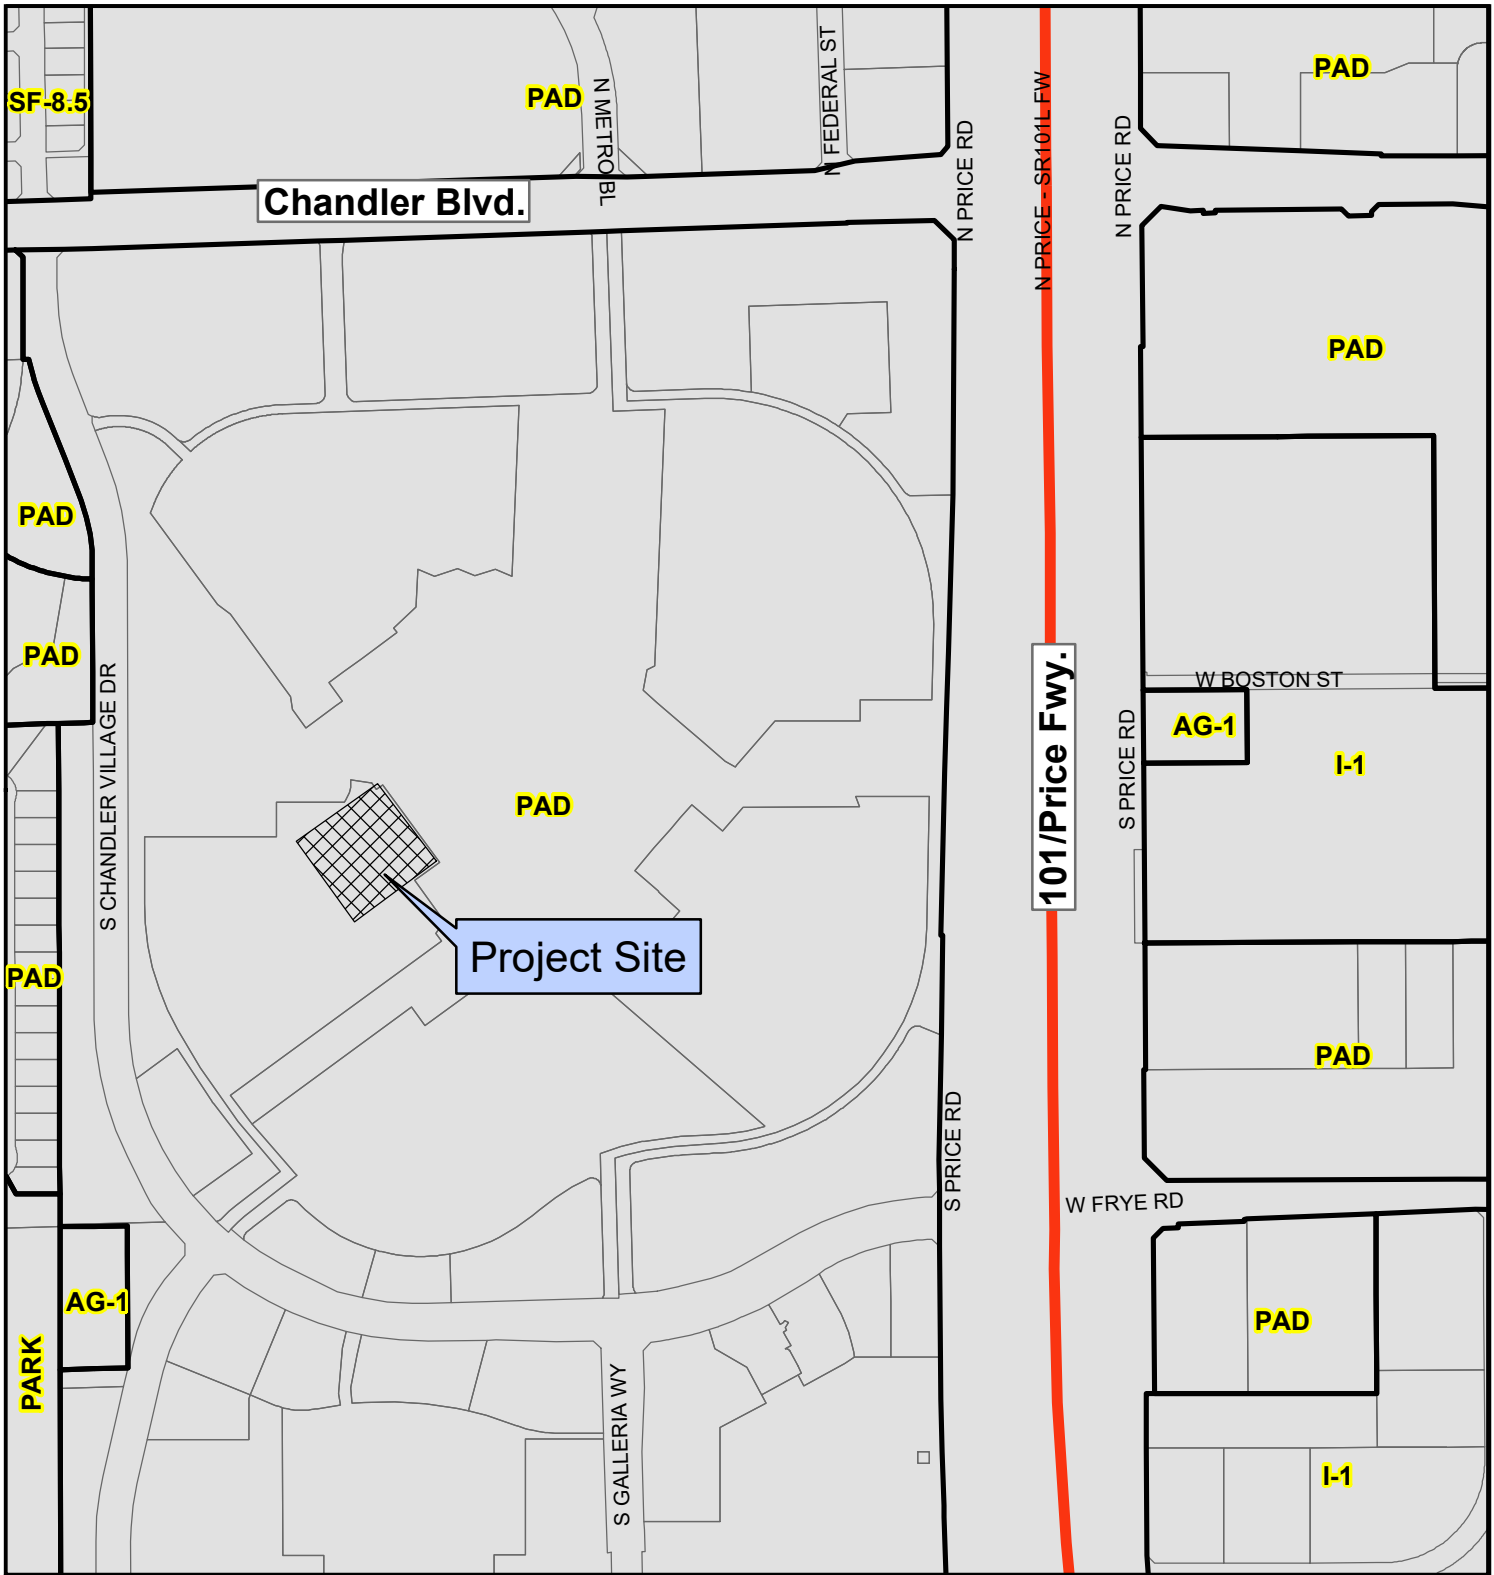 SF-8.5
PAD
N METRO BL
N FEDERAL ST
N PRICE RD
N PRICE - SR101L FW
N PRICE RD
PAD
Chandler Blvd.
PAD
PAD
PAD
S CHANDLER VILLAGE DR
101/Price Fwy.
W BOSTON ST
AG-1
I-1
S PRICE RD
PAD
PAD
Project Site
PAD
S PRICE RD
W FRYE RD
AG-1
PARK
S GALLERIA WY
PAD
I-1